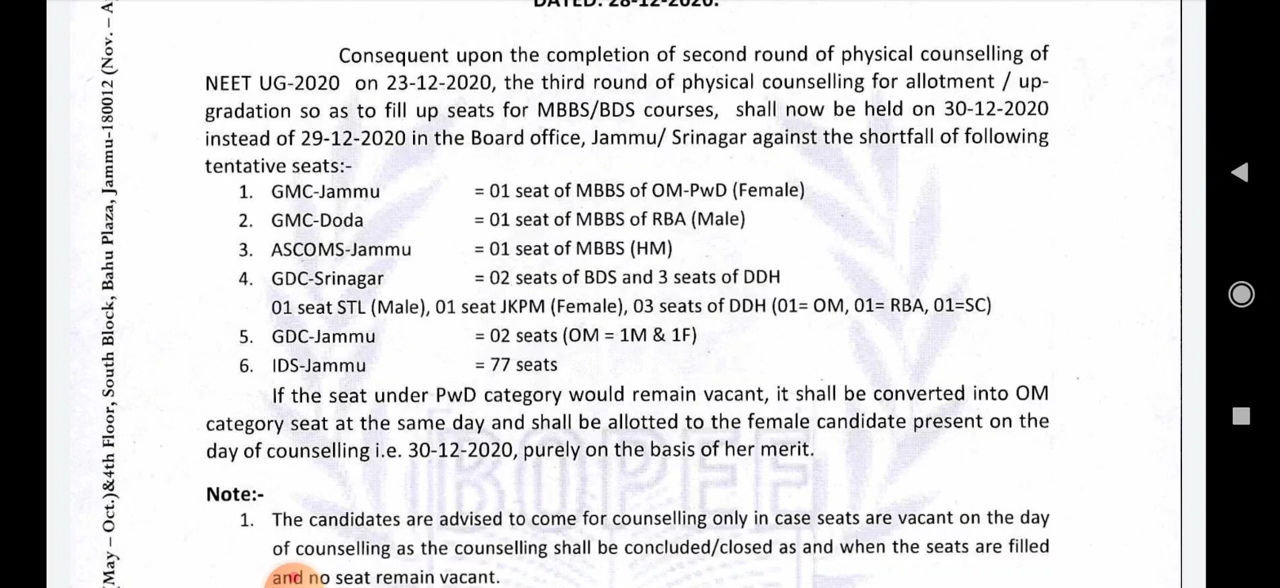 DATED: 28-12-2020.
Consequent upon the completion of second round of physical counselling of
NEET UG-2020 on 23-12-2020, the third round of physical counselling for allotment / up-
gradation so as to fill up seats for MBBS/BDS courses, shall now be held on 30-12-2020
instead of 29-12-2020 in the Board office, Jammu/ Srinagar against the shortfall of following
tentative seats:-
1. GMC-Jammu = 01 seat of MBBS of OM-PwD (Female)
2. GMC-Doda = 01 seat of MBBS of RBA (Male)
3. ASCOMS-Jammu = 01 seat of MBBS (HM)
4. GDC-Srinagar = 02 seats of BDS and 3 seats of DDH
01 seat STL (Male), 01 seat JKPM (Female), 03 seats of DDH (01= OM, 01= RBA, 01=SC)
5. GDC-Jammu = 02 seats (OM = 1M & 1F)
6. IDS-Jammu = 77 seats
If the seat under PwD category would remain vacant, it shall be converted into OM
category seat at the same day and shall be allotted to the female candidate present on the
day of counselling i.e. 30-12-2020, purely on the basis of her merit.
Note:-
1. The candidates are advised to come for counselling only in case seats are vacant on the day
of counselling as the counselling shall be concluded/closed as and when the seats are filled
and no seat remain vacant.
(May – Oct.)&4th Floor, South Block, Bahu Plaza, Jammu-180012 (Nov. – A
BOPEE